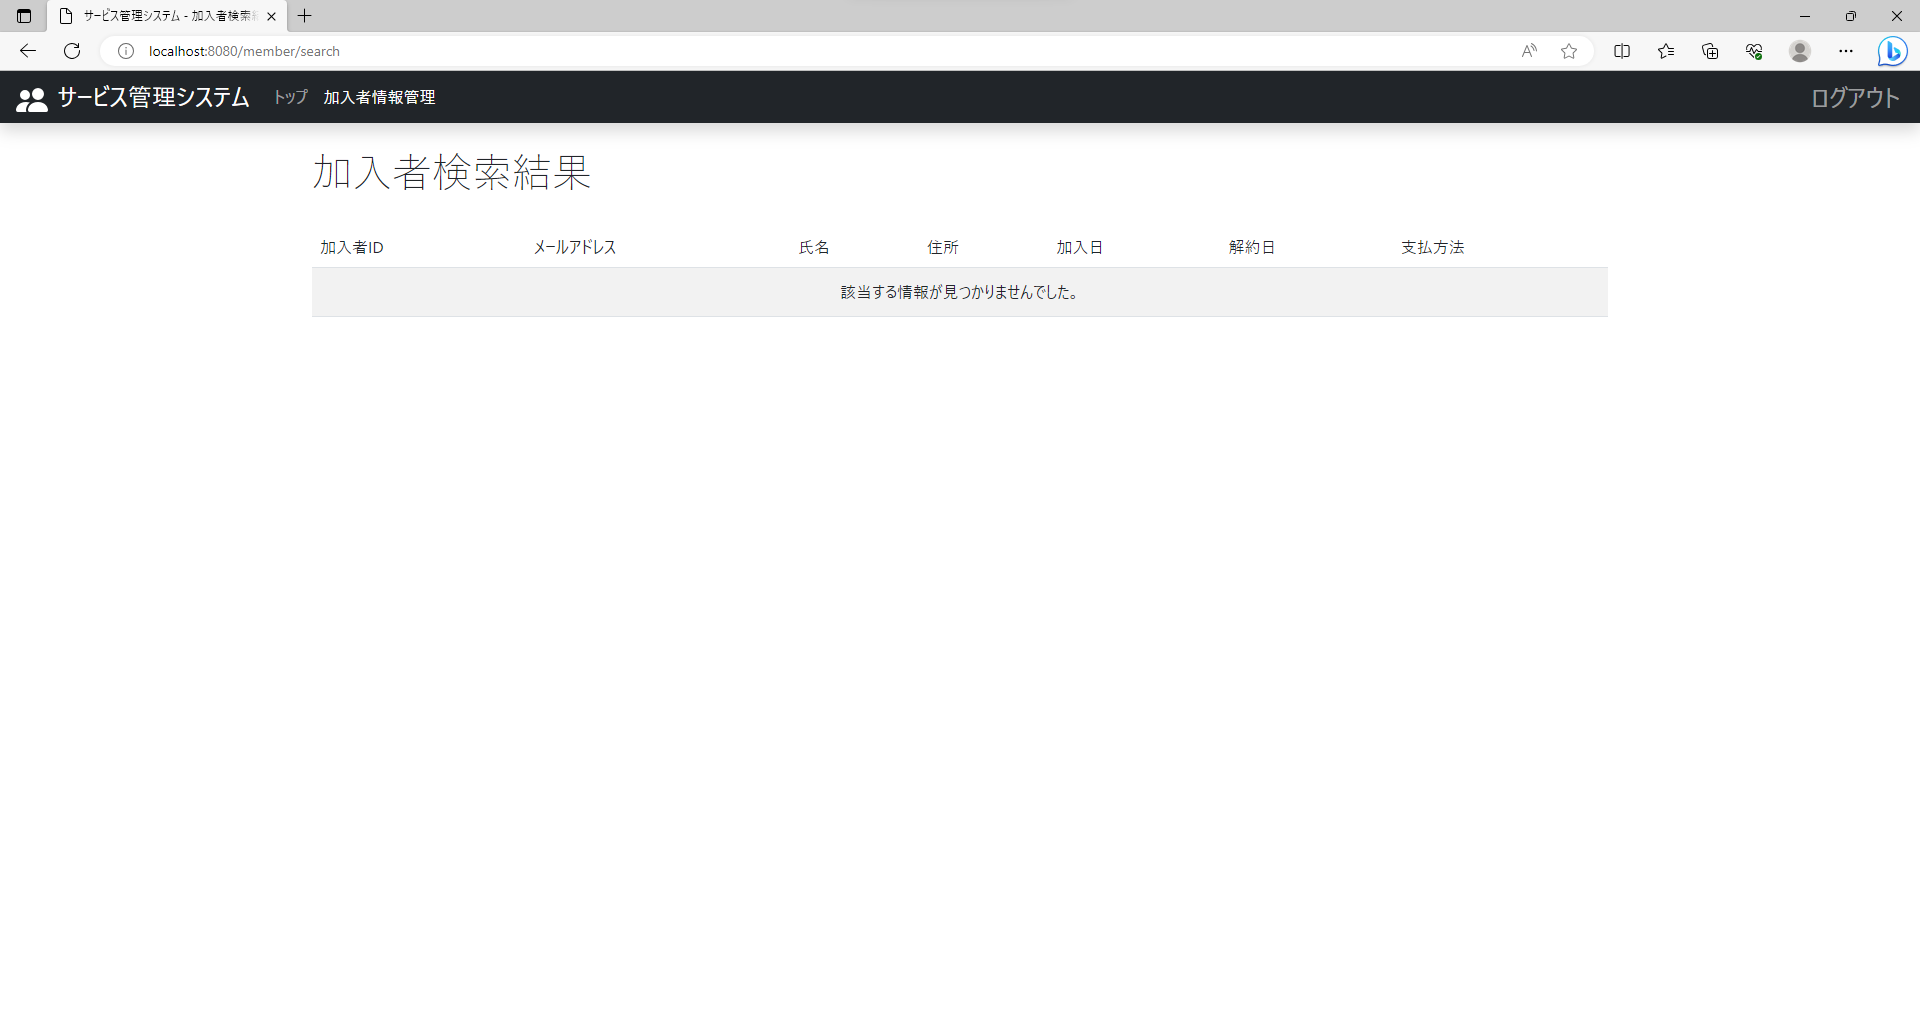 サービス管理システム - 加入者検索
localhost:8080/member/search
サービス管理システム トップ 加入者情報管理 ログアウト
加入者検索結果
加入者ID メールアドレス 氏名 住所 加入日 解約日 支払方法
該当する情報が見つかりませんでした。